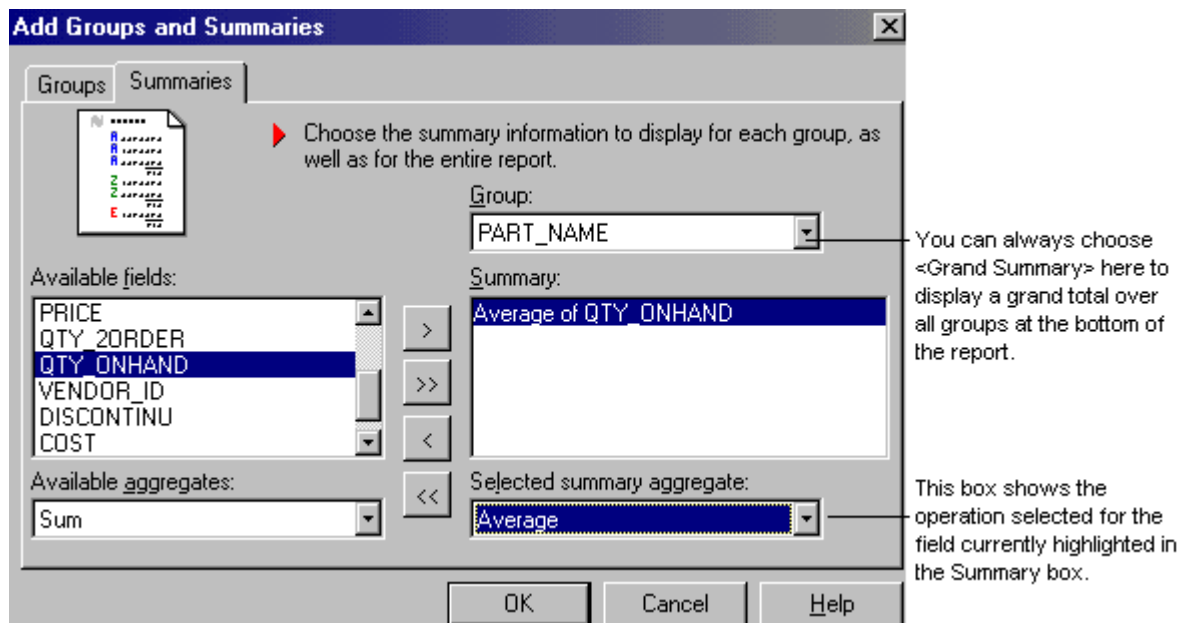 Add Groups and Summaries
Groups
Summaries
Choose the summary information to display for each group, as
well as for the entire report.
Group:
PART_NAME
You can always choose
<Grand Summary> here to
display a grand total over
all groups at the bottom of
the report.
Available fields:
PRICE
QTY_2ORDER
QTY_ONHAND
VENDOR_ID
DISCONTINU
COST
>
>>
<
<<
Summary:
Average of QTY_ONHAND
Available aggregates:
Sum
Selected summary aggregate:
Average
This box shows the
operation selected for the
field currently highlighted in
the Summary box.
OK
Cancel
Help